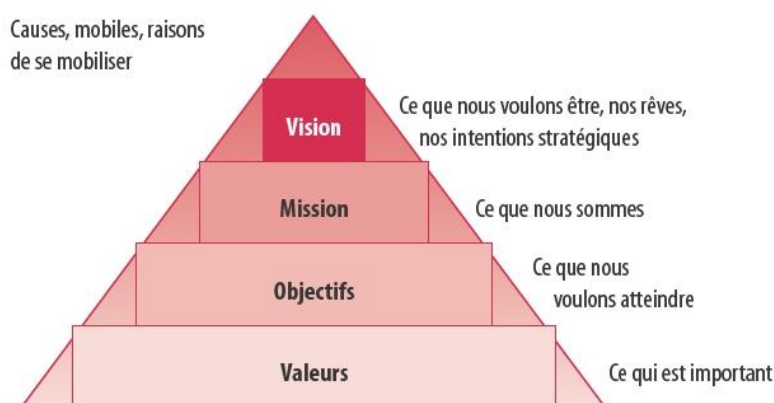 Causes, mobiles, raisons
de se mobiliser
Vision
Ce que nous voulons être, nos rêves,
nos intentions stratégiques
Mission
Ce que nous sommes
Objectifs
Ce que nous
voulons atteindre
Valeurs
Ce qui est important